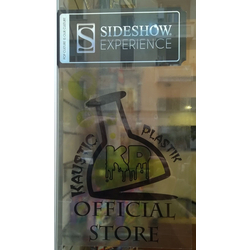 S SIDESHOW
EXPERIENCE
KAUSTIC PLASTIK
KP
OFFICIAL
STORE